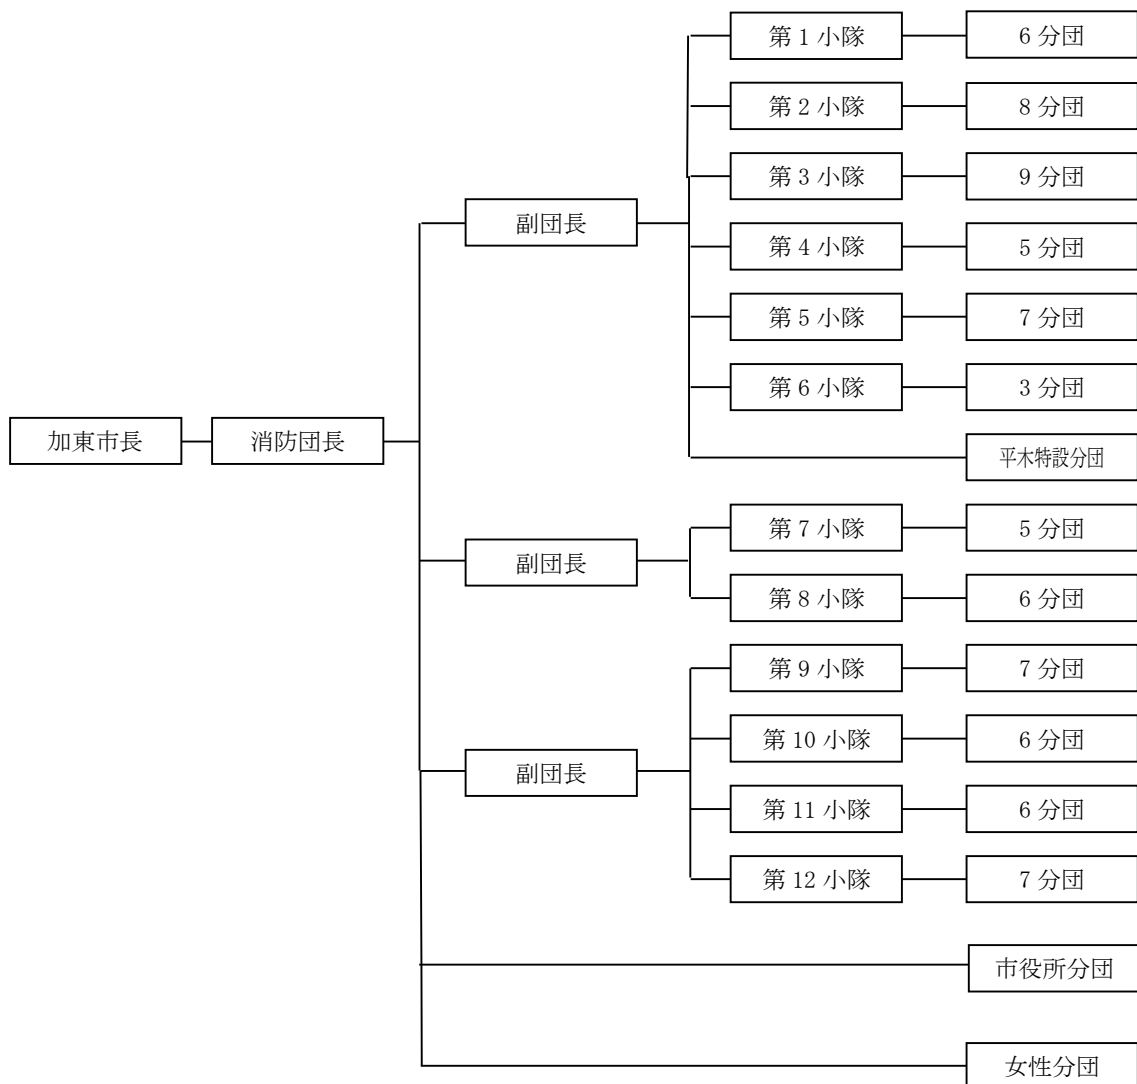 第 1 小隊
6 分団
第 2 小隊
8 分団
第 3 小隊
9 分団
副団長
第 4 小隊
5 分団
第 5 小隊
7 分団
第 6 小隊
3 分団
加東市長
消防団長
平木特設分団
第 7 小隊
5 分団
副団長
第 8 小隊
6 分団
第 9 小隊
7 分団
第 10 小隊
6 分団
副団長
第 11 小隊
6 分団
第 12 小隊
7 分団
市役所分団
女性分団